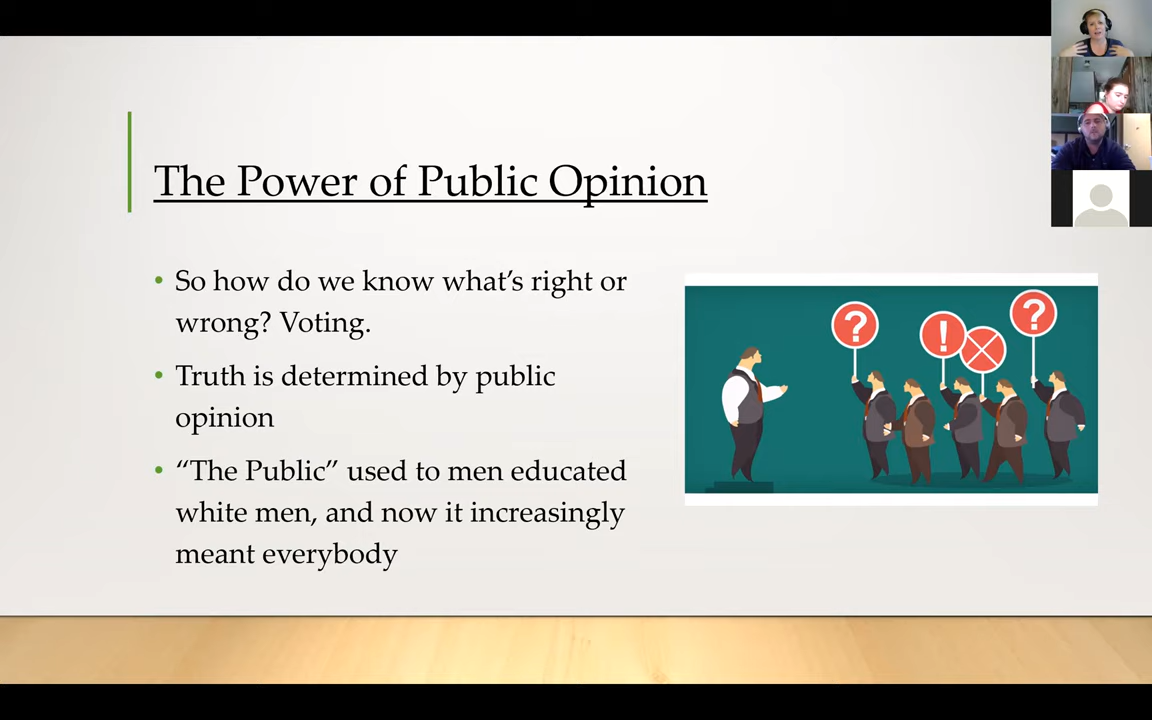 The Power of Public Opinion
• So how do we know what’s right or
wrong? Voting.
• Truth is determined by public
opinion
• “The Public” used to men educated
white men, and now it increasingly
meant everybody
?
!
?